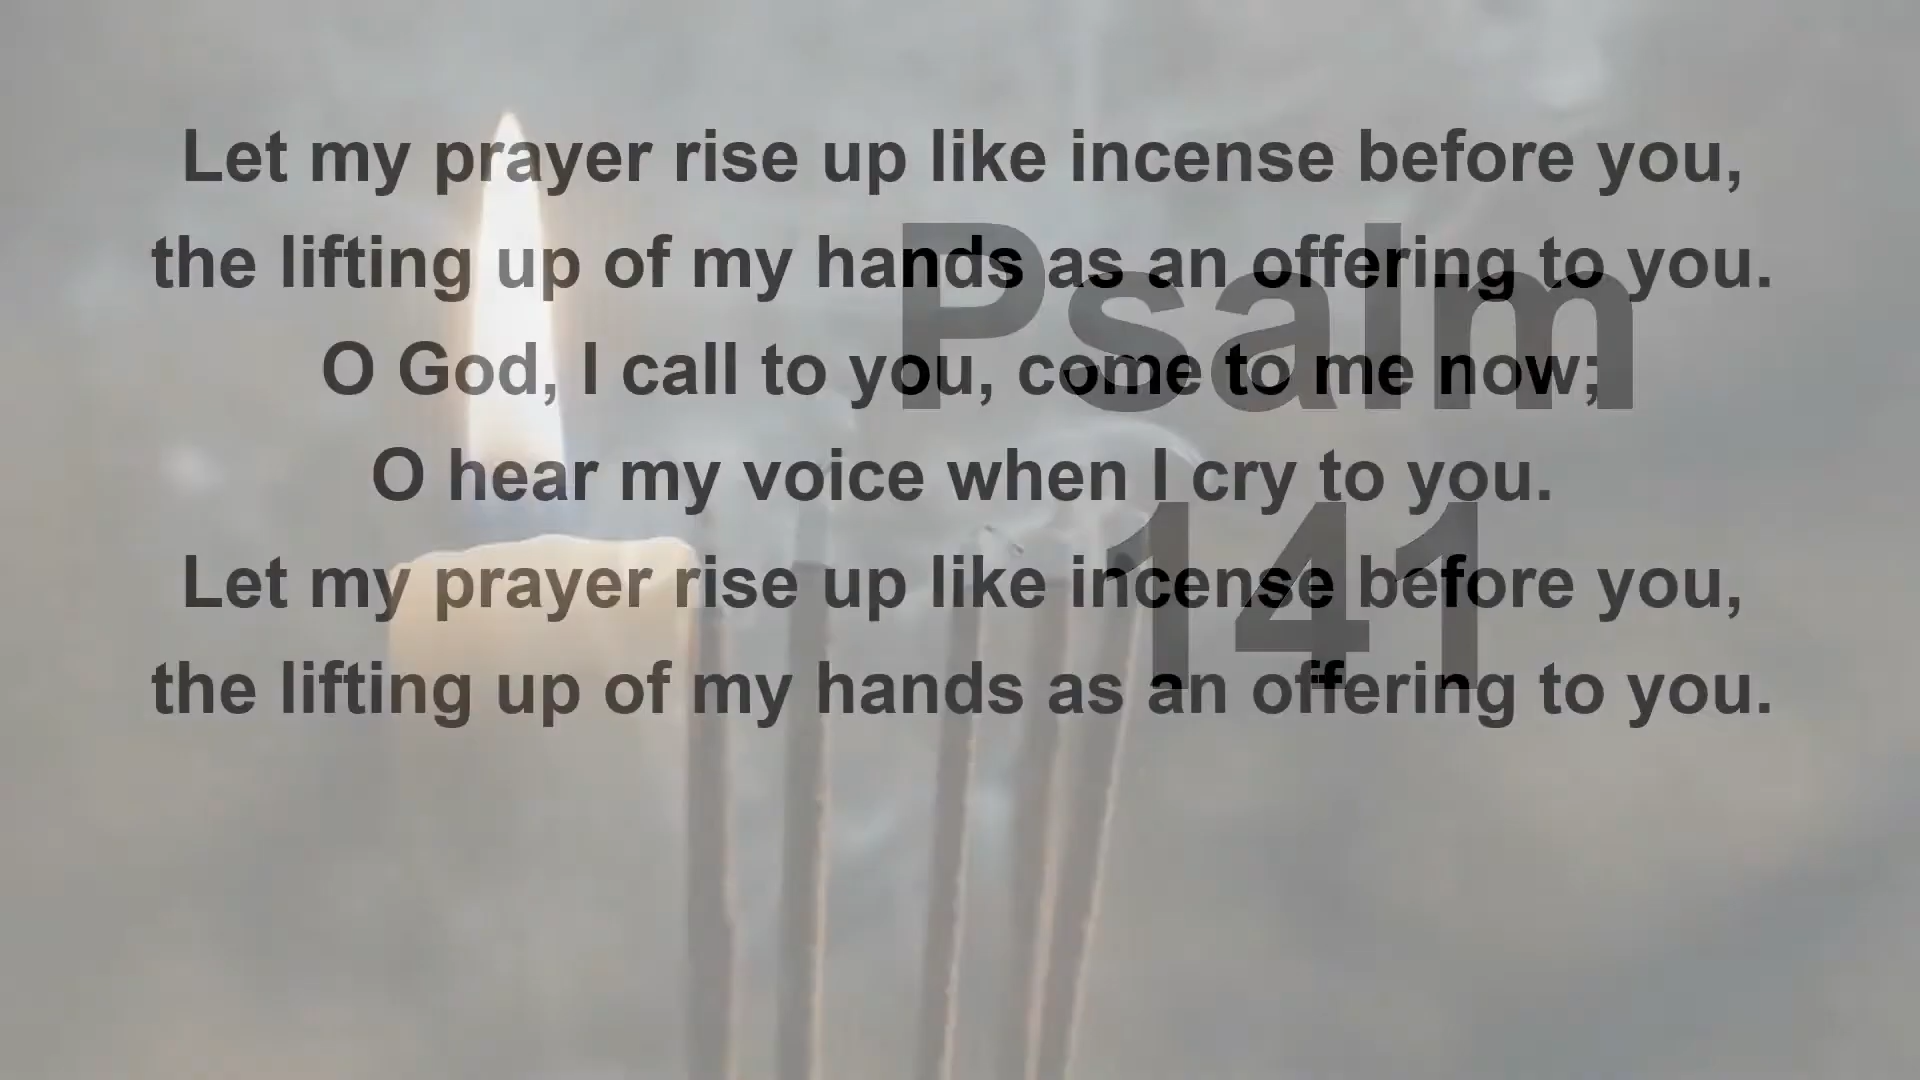 Let my prayer rise up like incense before you,
the lifting up of my hands as an offering to you.
O God, I call to you, come to me now;
O hear my voice when I cry to you.
Let my prayer rise up like incense before you,
the lifting up of my hands as an offering to you.
Psalm
141